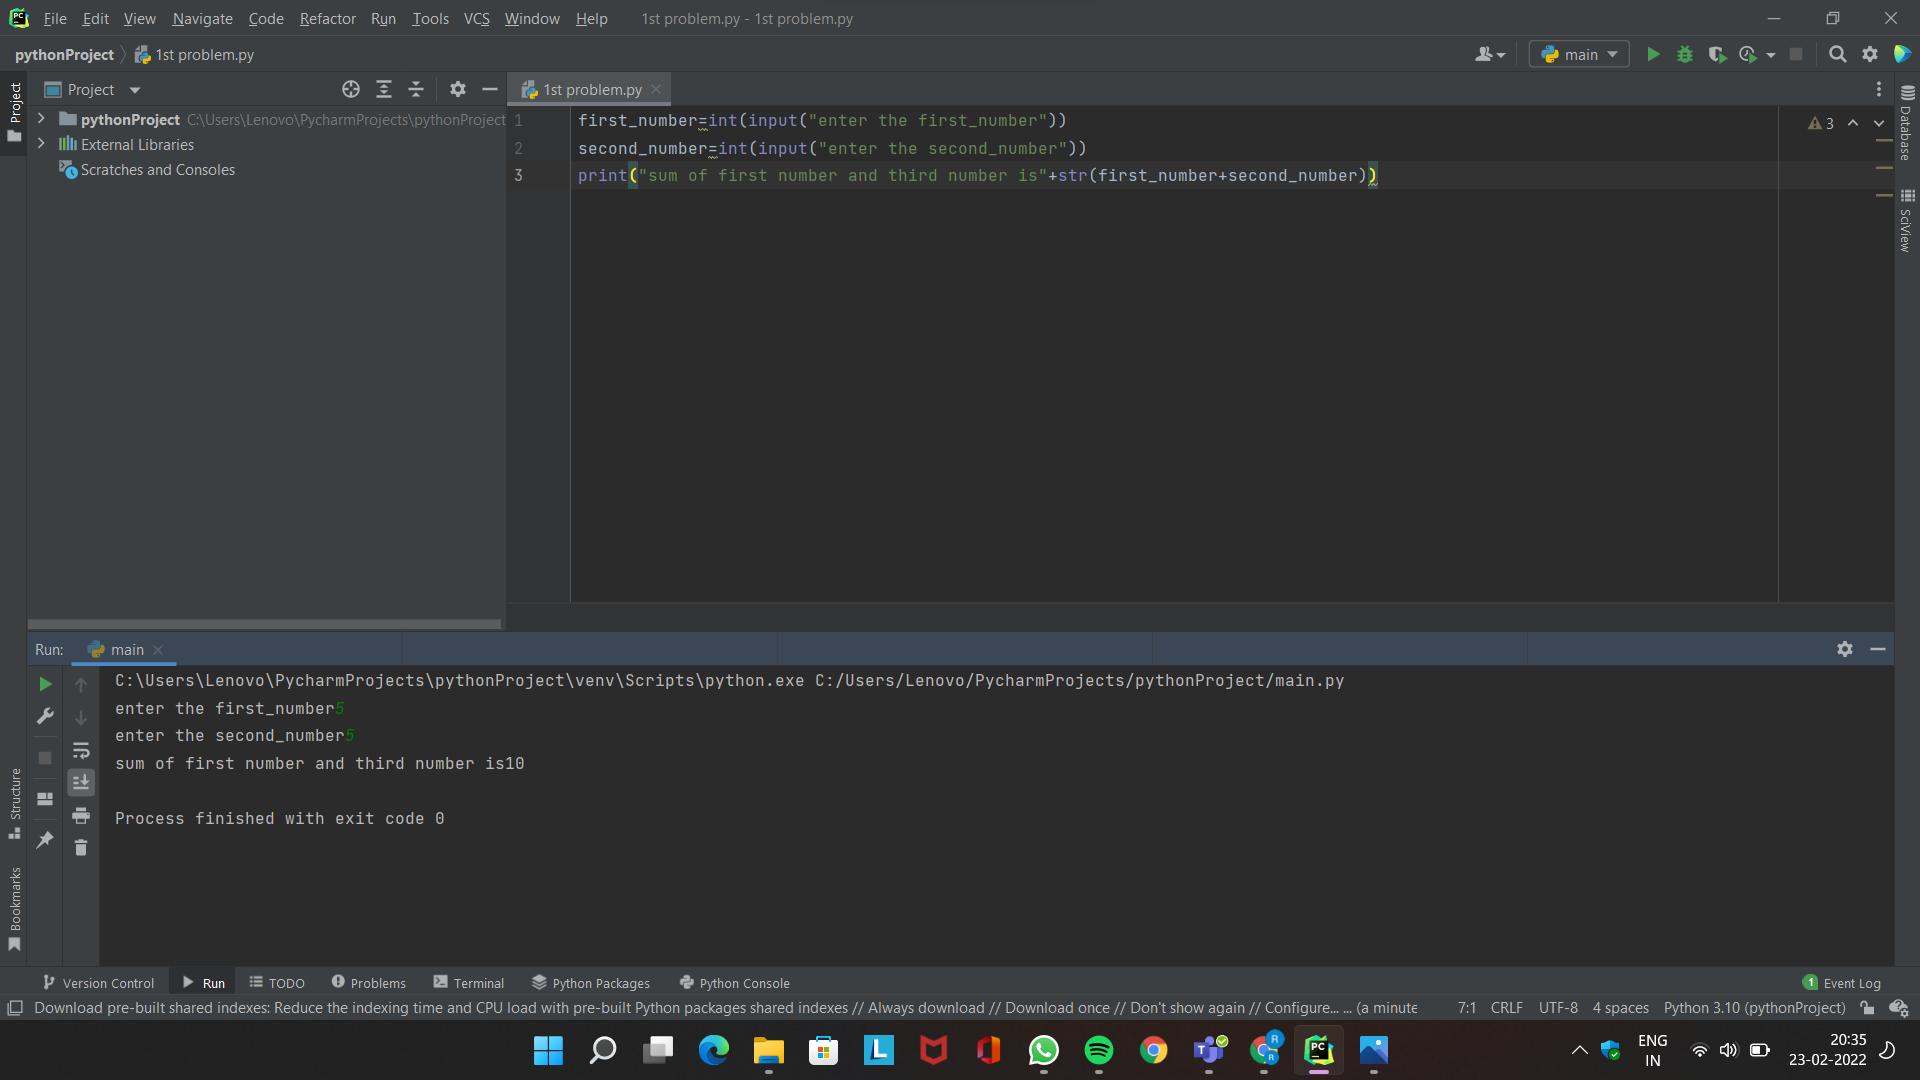 File Edit View Navigate Code Refactor Run Tools VCS Window Help 1st problem.py - 1st problem.py
pythonProject 1st problem.py main
Project
Project 1st problem.py
pythonProject C:\Users\Lenovo\PycharmProjects\pythonProject
External Libraries
Scratches and Consoles
1 first_number=int(input("enter the first_number"))
2 second_number=int(input("enter the second_number"))
3 print("sum of first number and third number is"+str(first_number+second_number))
3
Database
SciView
Run: main
C:\Users\Lenovo\PycharmProjects\pythonProject\venv\Scripts\python.exe C:/Users/Lenovo/PycharmProjects/pythonProject/main.py
enter the first_number5
enter the second_number5
sum of first number and third number is10
Process finished with exit code 0
Structure
Bookmarks
Version Control Run TODO Problems Terminal Python Packages Python Console 1 Event Log
Download pre-built shared indexes: Reduce the indexing time and CPU load with pre-built Python packages shared indexes // Always download // Download once // Don't show again // Configure... ... (a minute 7:1 CRLF UTF-8 4 spaces Python 3.10 (pythonProject)
ENG 20:35
IN 23-02-2022